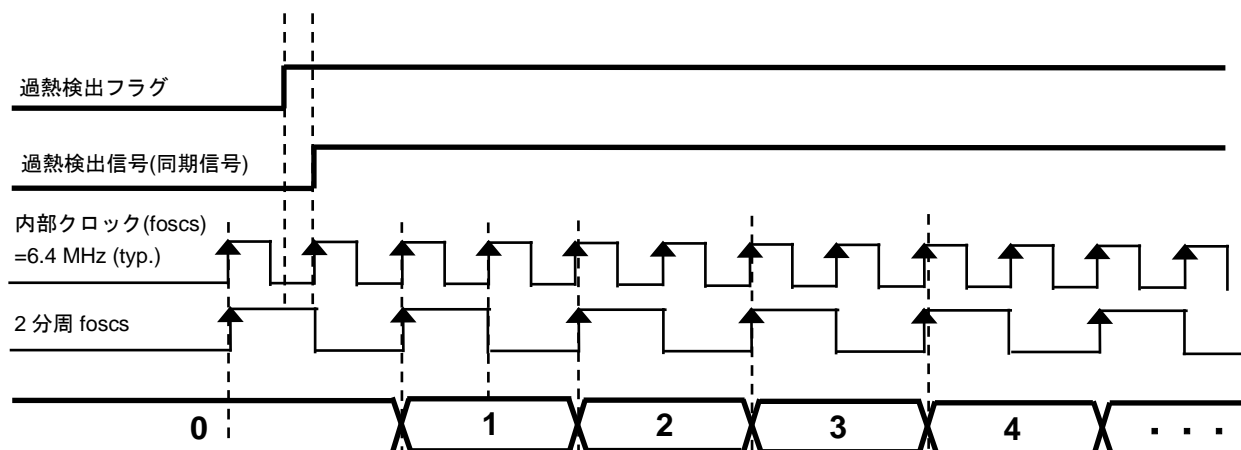 過熱検出フラグ
過熱検出信号(同期信号)
内部クロック(foscs)
=6.4 MHz (typ.)
2 分周 foscs
0 1 2 3 4 ・・・